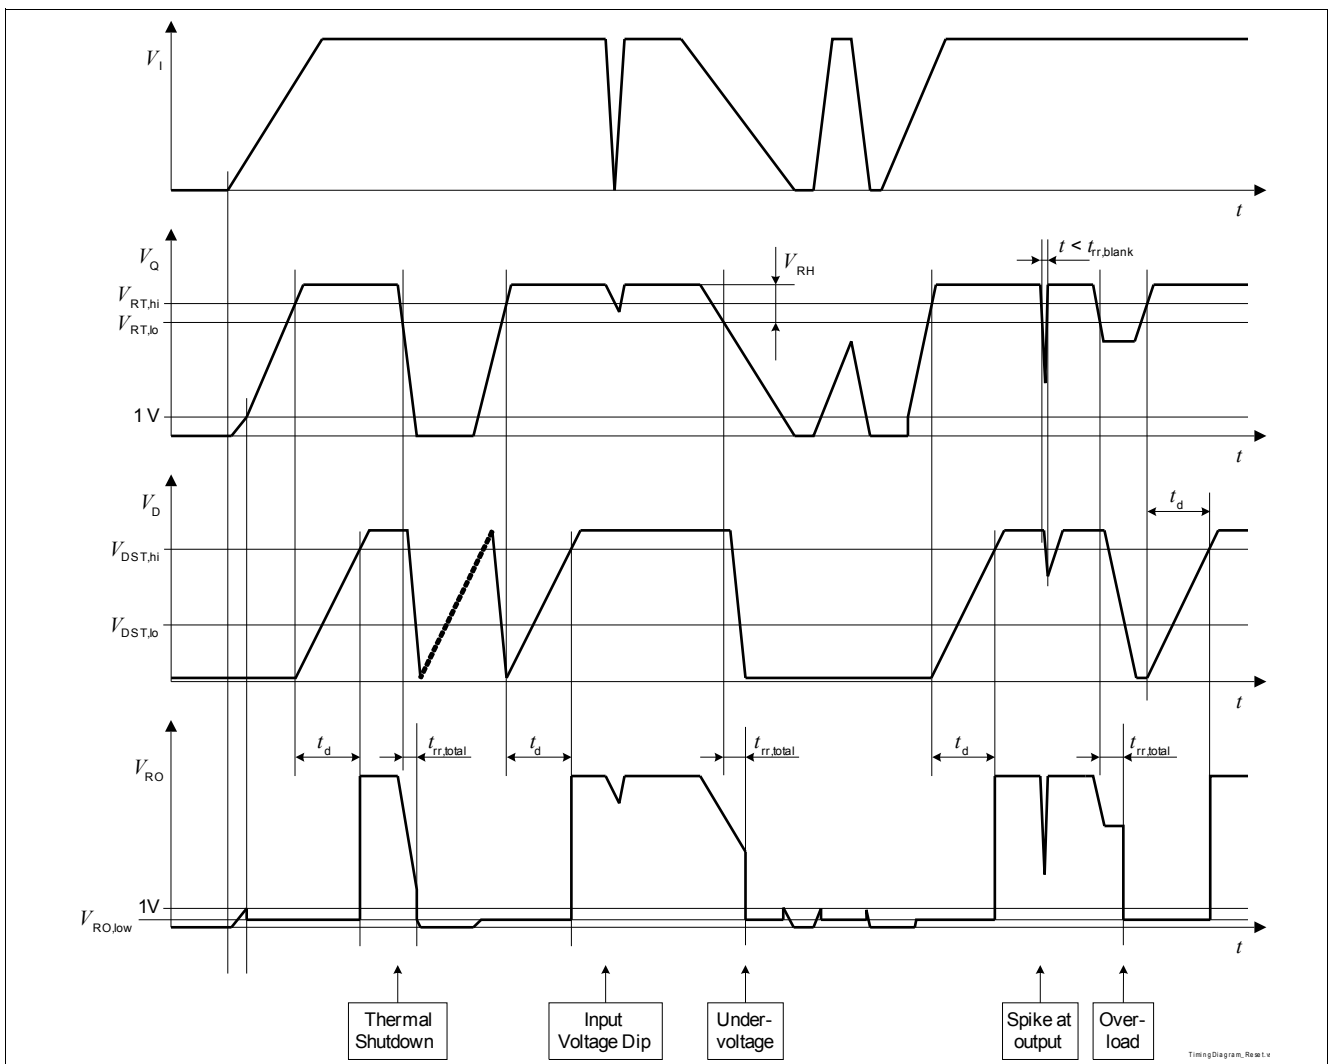 V_I
t
V_Q
t < t_rr,blank
V_RH
V_RT,hi
V_RT,lo
1 V
t
V_D
t_d
V_DST,hi
V_DST,lo
t
V_RO
t_d
t_rr,total
t_d
t_rr,total
t_d
t_rr,total
1V
V_RO,low
t
Thermal
Shutdown
Input
Voltage Dip
Under-
voltage
Spike at
output
Over-
load